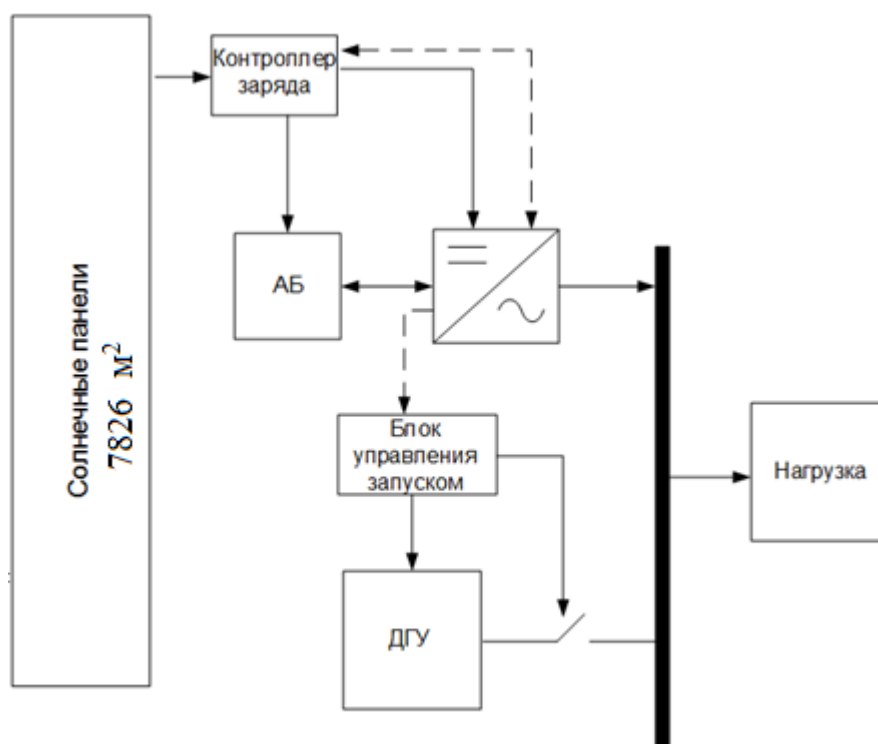 Солнечные панели
7826 м²
Контроллер
заряда
АБ
Блок
управления
запуском
ДГУ
Нагрузка